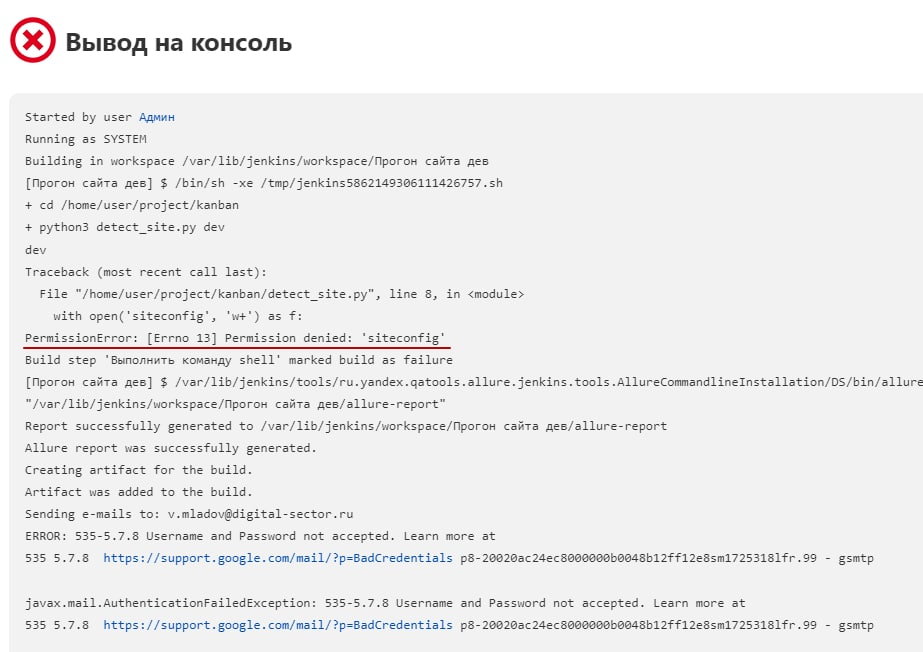 Вывод на консоль
Started by user Админ
Running as SYSTEM
Building in workspace /var/lib/jenkins/workspace/Прогон сайта дев
[Прогон сайта дев] $ /bin/sh -xe /tmp/jenkins5862149306111426757.sh
+ cd /home/user/project/kanban
+ python3 detect_site.py dev
dev
Traceback (most recent call last):
  File "/home/user/project/kanban/detect_site.py", line 8, in <module>
    with open('siteconfig', 'w+') as f:
PermissionError: [Errno 13] Permission denied: 'siteconfig'
Build step 'Выполнить команду shell' marked build as failure
[Прогон сайта дев] $ /var/lib/jenkins/tools/ru.yandex.qatools.allure.jenkins.tools.AllureCommandlineInstallation/DS/bin/allure
"/var/lib/jenkins/workspace/Прогон сайта дев/allure-report"
Report successfully generated to /var/lib/jenkins/workspace/Прогон сайта дев/allure-report
Allure report was successfully generated.
Creating artifact for the build.
Artifact was added to the build.
Sending e-mails to: v.mladov@digital-sector.ru
ERROR: 535-5.7.8 Username and Password not accepted. Learn more at
535 5.7.8  https://support.google.com/mail/?p=BadCredentials p8-20020ac24ec8000000b0048b12ff12e8sm1725318lfr.99 - gsmtp
javax.mail.AuthenticationFailedException: 535-5.7.8 Username and Password not accepted. Learn more at
535 5.7.8  https://support.google.com/mail/?p=BadCredentials p8-20020ac24ec8000000b0048b12ff12e8sm1725318lfr.99 - gsmtp